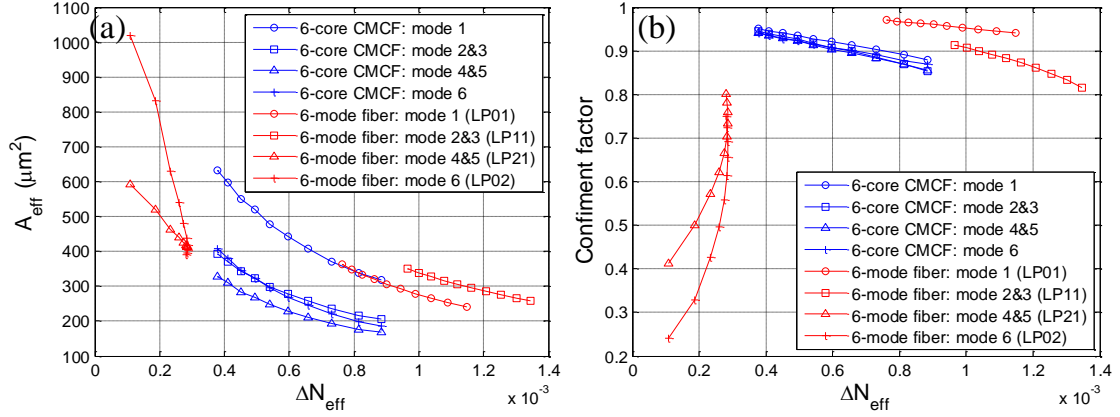 (a)
1100
1000
900
800
700
600
500
400
300
200
100
A_eff (μm²)
0
0.2
0.4
0.6
0.8
1
1.2
1.4
ΔN_eff
x 10⁻³
6-core CMCF: mode 1
6-core CMCF: mode 2&3
6-core CMCF: mode 4&5
6-core CMCF: mode 6
6-mode fiber: mode 1 (LP01)
6-mode fiber: mode 2&3 (LP11)
6-mode fiber: mode 4&5 (LP21)
6-mode fiber: mode 6 (LP02)
(b)
1
0.9
0.8
0.7
0.6
0.5
0.4
0.3
0.2
Confiment factor
0
0.2
0.4
0.6
0.8
1
1.2
1.4
ΔN_eff
x 10⁻³
6-core CMCF: mode 1
6-core CMCF: mode 2&3
6-core CMCF: mode 4&5
6-core CMCF: mode 6
6-mode fiber: mode 1 (LP01)
6-mode fiber: mode 2&3 (LP11)
6-mode fiber: mode 4&5 (LP21)
6-mode fiber: mode 6 (LP02)